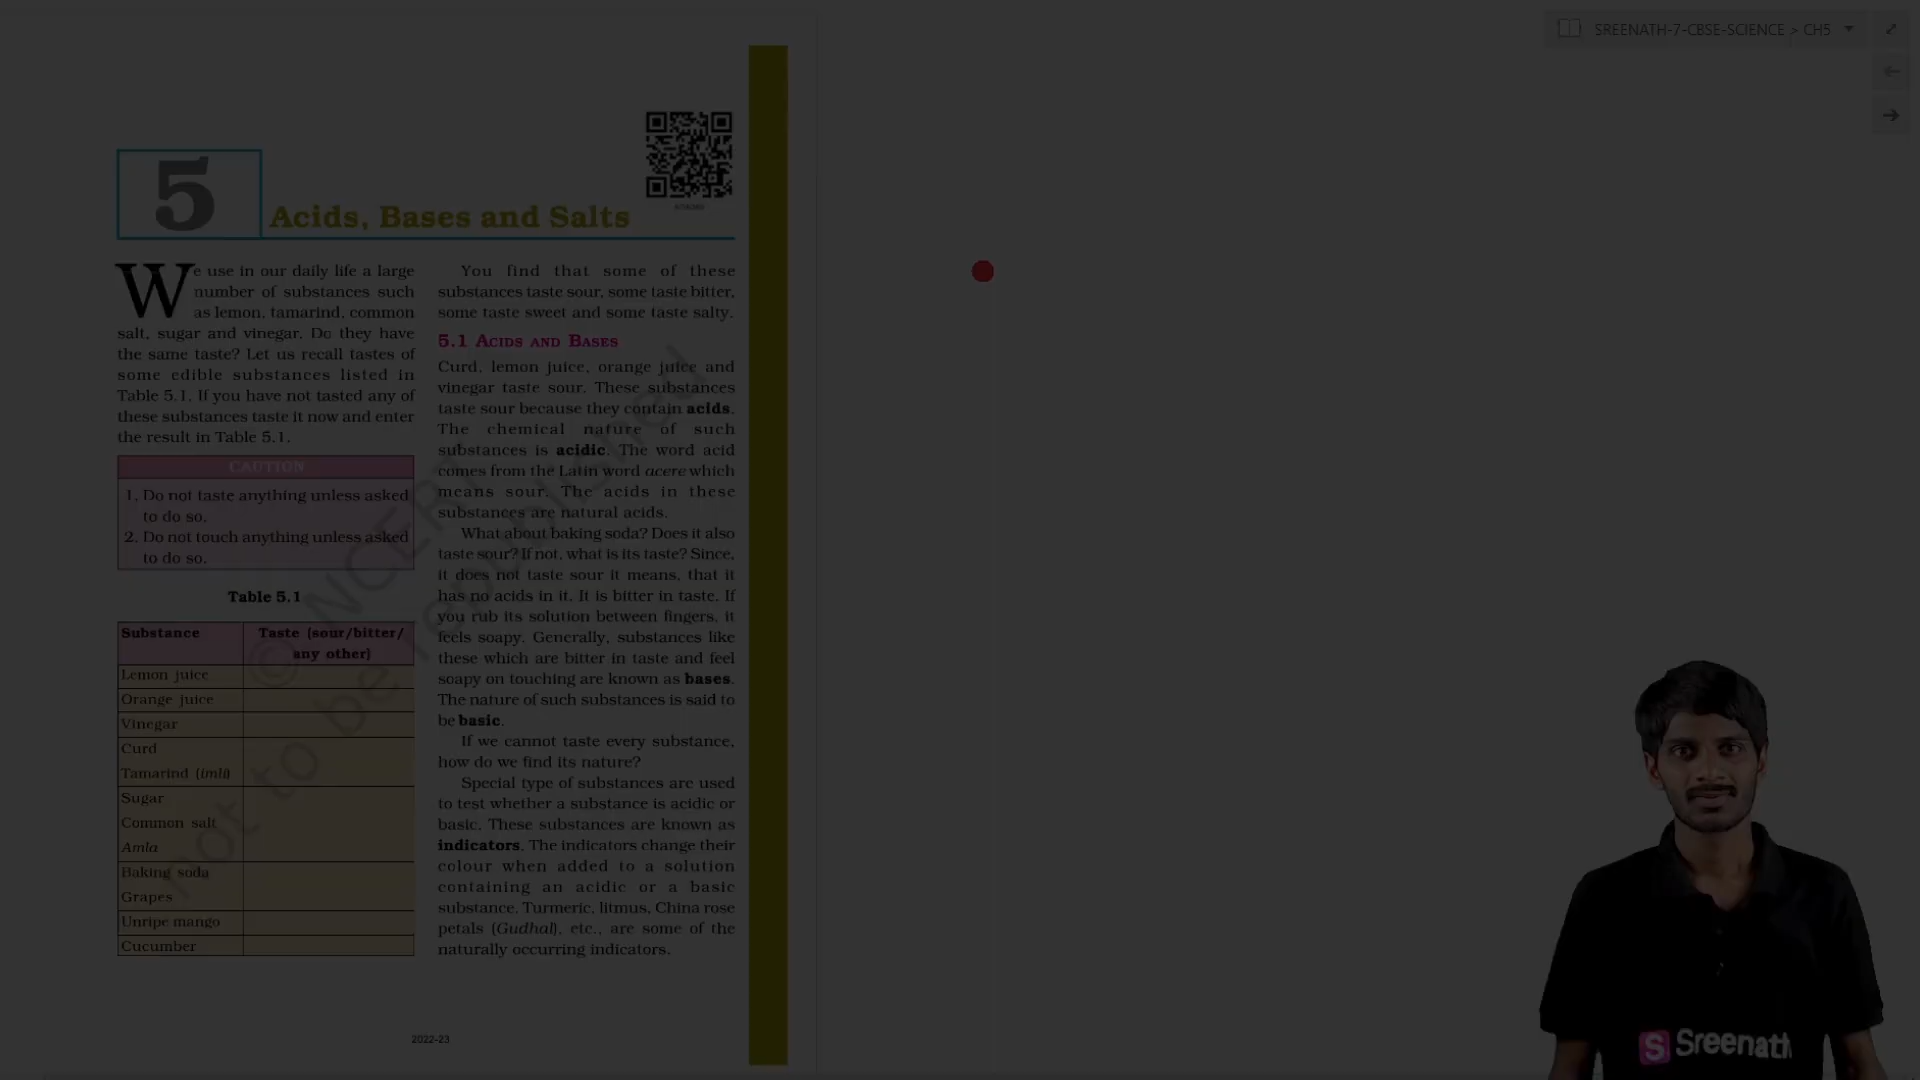 SREENATH-7-CBSE-SCIENCE > CH5
5
Acids, Bases and Salts
We use in our daily life a large
number of substances such
as lemon, tamarind, common
salt, sugar and vinegar. Do they have
the same taste? Let us recall tastes of
some edible substances listed in
Table 5.1. If you have not tasted any of
these substances taste it now and enter
the result in Table 5.1.
CAUTION
1. Do not taste anything unless asked
to do so.
2. Do not touch anything unless asked
to do so.
Table 5.1
Substance Taste (sour/bitter/
any other)
Lemon juice
Orange juice
Vinegar
Curd
Tamarind (imli)
Sugar
Common salt
Amla
Baking soda
Grapes
Unripe mango
Cucumber
You find that some of these
substances taste sour, some taste bitter,
some taste sweet and some taste salty.
5.1 ACIDS AND BASES
Curd, lemon juice, orange juice and
vinegar taste sour. These substances
taste sour because they contain acids.
The chemical nature of such
substances is acidic. The word acid
comes from the Latin word acere which
means sour. The acids in these
substances are natural acids.
What about baking soda? Does it also
taste sour? If not, what is its taste? Since,
it does not taste sour it means, that it
has no acids in it. It is bitter in taste. If
you rub its solution between fingers, it
feels soapy. Generally, substances like
these which are bitter in taste and feel
soapy on touching are known as bases.
The nature of such substances is said to
be basic.
If we cannot taste every substance,
how do we find its nature?
Special type of substances are used
to test whether a substance is acidic or
basic. These substances are known as
indicators. The indicators change their
colour when added to a solution
containing an acidic or a basic
substance. Turmeric, litmus, China rose
petals (Gudhal), etc., are some of the
naturally occurring indicators.
© NCERT
not to be republished
2022-23
S Sreenath